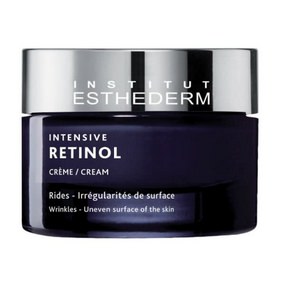 INSTITUT
ESTHEDERM
INTENSIVE
RETINOL
CRÈME / CREAM
Rides - Irrégularités de surface
Wrinkles - Uneven surface of the skin